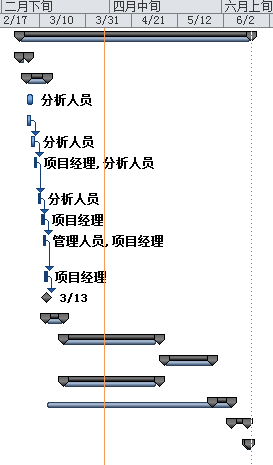 二月下旬 四月中旬 六月上旬
2/17 3/10 3/31 4/21 5/12 6/2
分析人员
分析人员
项目经理,分析人员
分析人员
项目经理
管理人员,项目经理
项目经理
3/13